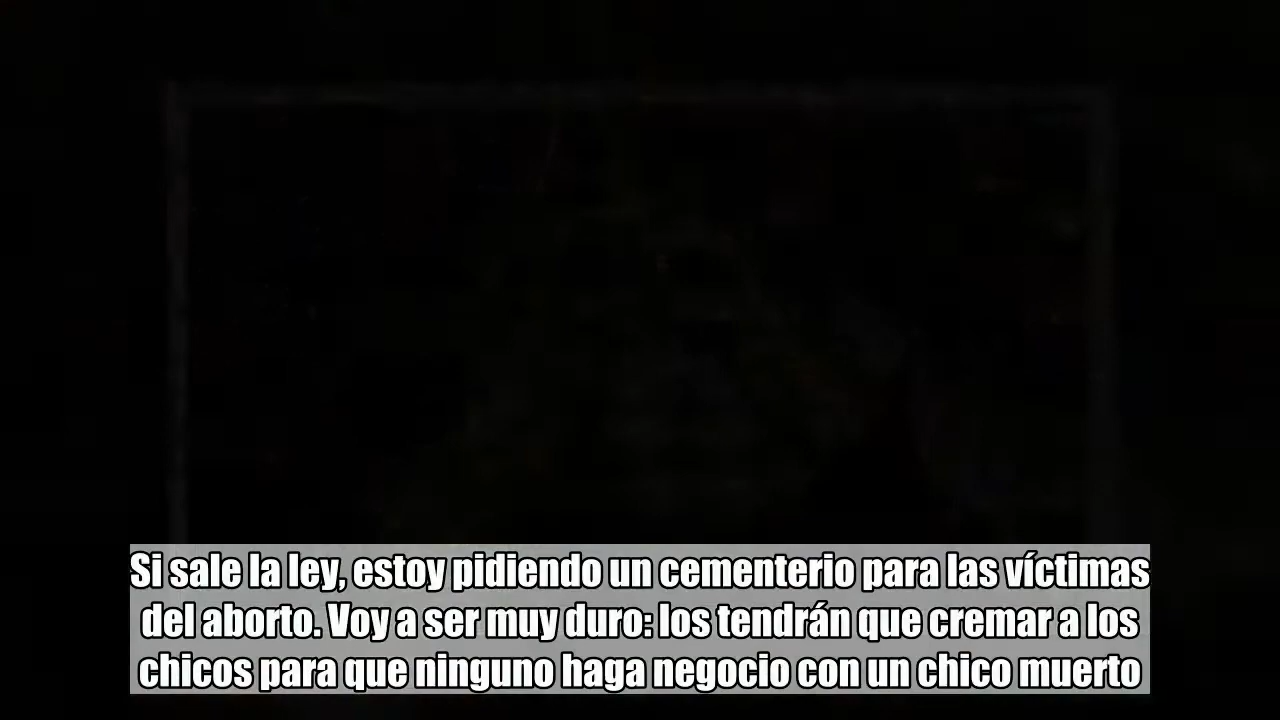 Si sale la ley, estoy pidiendo un cementerio para las víctimas
del aborto. Voy a ser muy duro: los tendrán que cremar a los
chicos para que ninguno haga negocio con un chico muerto